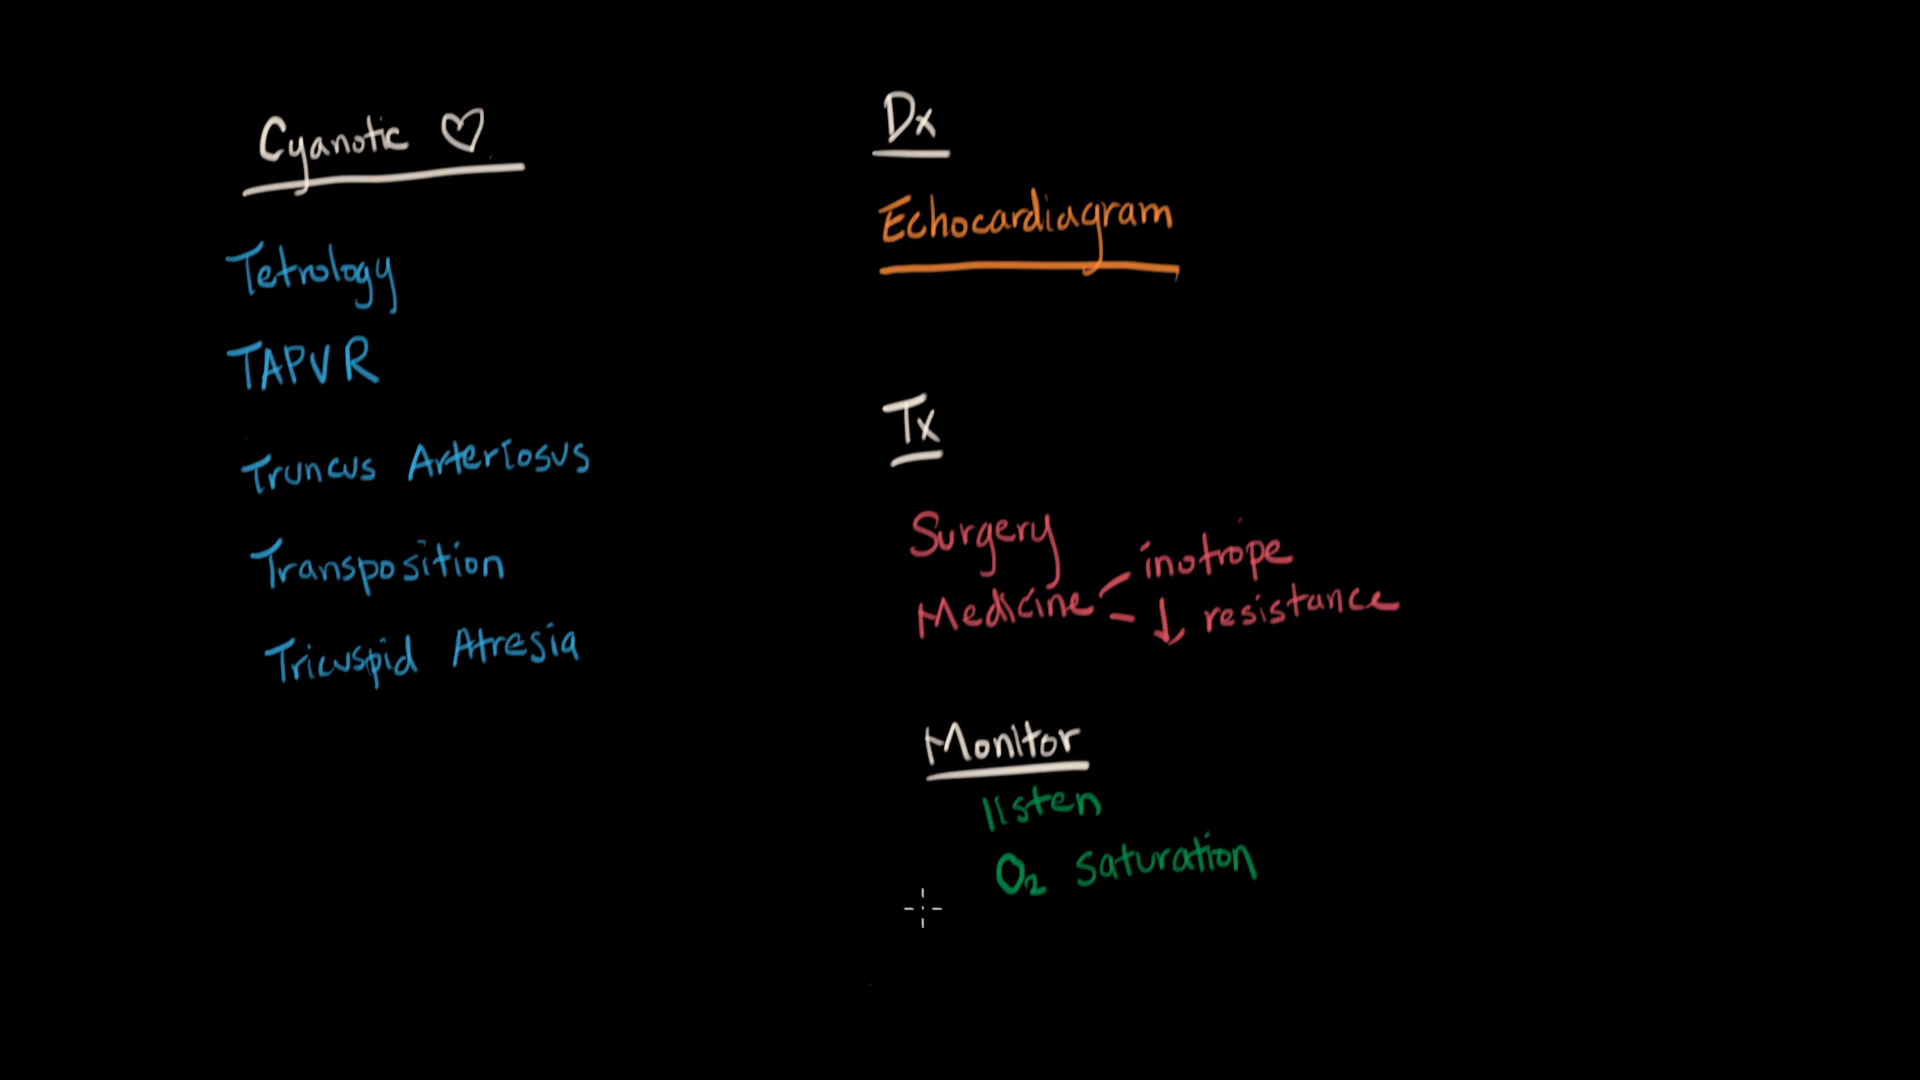 Cyanotic ♡
Tetrology
TAPVR
Truncus Arteriosus
Transposition
Tricuspid Atresia
Dx
Echocardiagram
Tx
Surgery
Medicine - inotrope
- ↓ resistance
Monitor
listen
O₂ saturation